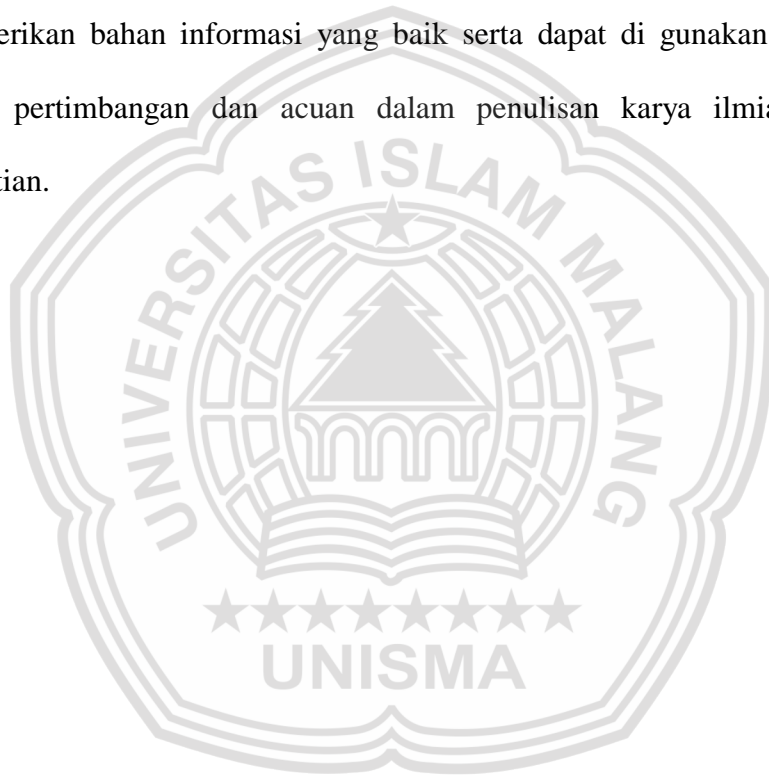 erikan bahan informasi yang baik serta dapat di gunakan
pertimbangan dan acuan dalam penulisan karya ilmia
tian.
UNIVERSITAS ISLAM MALANG
UNISMA